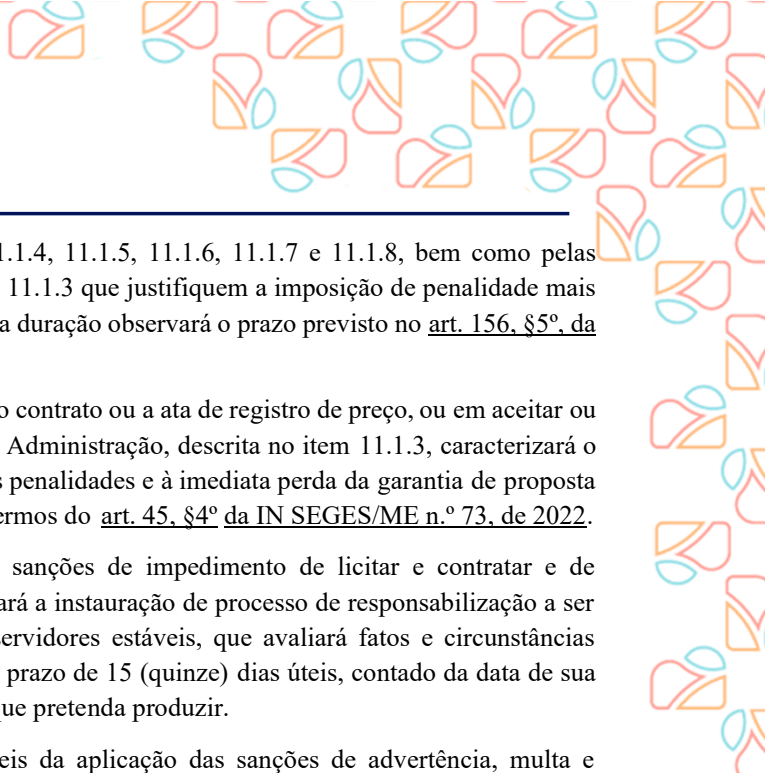 .1.4, 11.1.5, 11.1.6, 11.1.7 e 11.1.8, bem como pelas
11.1.3 que justifiquem a imposição de penalidade mais
a duração observará o prazo previsto no art. 156, §5º, da
o contrato ou a ata de registro de preço, ou em aceitar ou
Administração, descrita no item 11.1.3, caracterizará o
s penalidades e à imediata perda da garantia de proposta
ermos do art. 45, §4º da IN SEGES/ME n.º 73, de 2022.
sanções de impedimento de licitar e contratar e de
ará a instauração de processo de responsabilização a ser
servidores estáveis, que avaliará fatos e circunstâncias
prazo de 15 (quinze) dias úteis, contado da data de sua
que pretenda produzir.
eis da aplicação das sanções de advertência, multa e